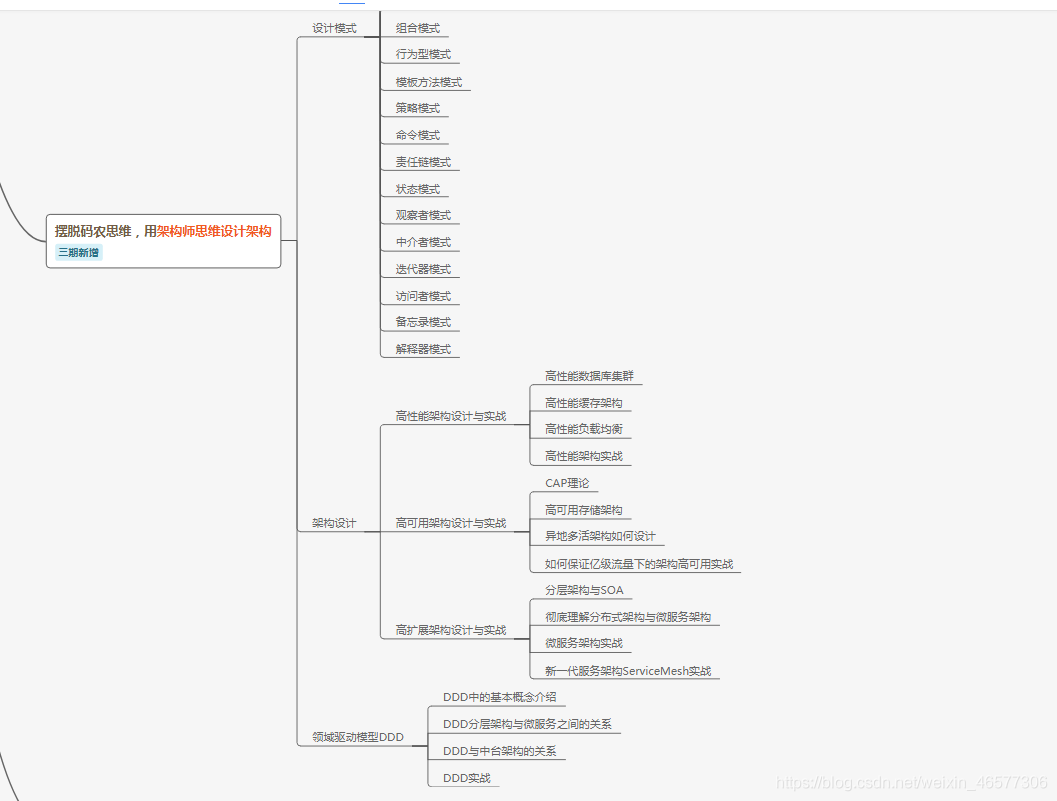 设计模式
组合模式
行为型模式
模板方法模式
策略模式
命令模式
责任链模式
状态模式
观察者模式
中介者模式
迭代器模式
访问者模式
备忘录模式
解释器模式
摆脱码农思维，用架构师思维设计架构
三期新增
架构设计
高性能架构设计与实战
高性能数据库集群
高性能缓存架构
高性能负载均衡
高性能架构实战
高可用架构设计与实战
CAP理论
高可用存储架构
异地多活架构如何设计
如何保证亿级流量下的架构高可用实战
高扩展架构设计与实战
分层架构与SOA
彻底理解分布式架构与微服务架构
微服务架构实战
新一代服务架构ServiceMesh实战
领域驱动模型DDD
DDD中的基本概念介绍
DDD分层架构与微服务之间的关系
DDD与中台架构的关系
DDD实战
https://blog.csdn.net/weixin_46577306